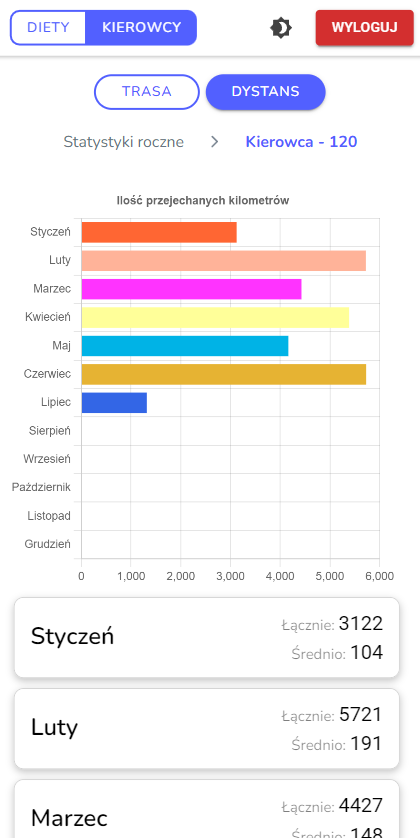 DIETY KIEROWCY WYLOGUJ
TRASA DYSTANS
Statystyki roczne > Kierowca - 120
Ilość przejechanych kilometrów
Styczeń
Luty
Marzec
Kwiecień
Maj
Czerwiec
Lipiec
Sierpień
Wrzesień
Październik
Listopad
Grudzień
0 1,000 2,000 3,000 4,000 5,000 6,000
Styczeń
Łącznie: 3122
Średnio: 104
Luty
Łącznie: 5721
Średnio: 191
Marzec
Łącznie: 4427
Średnio: 148